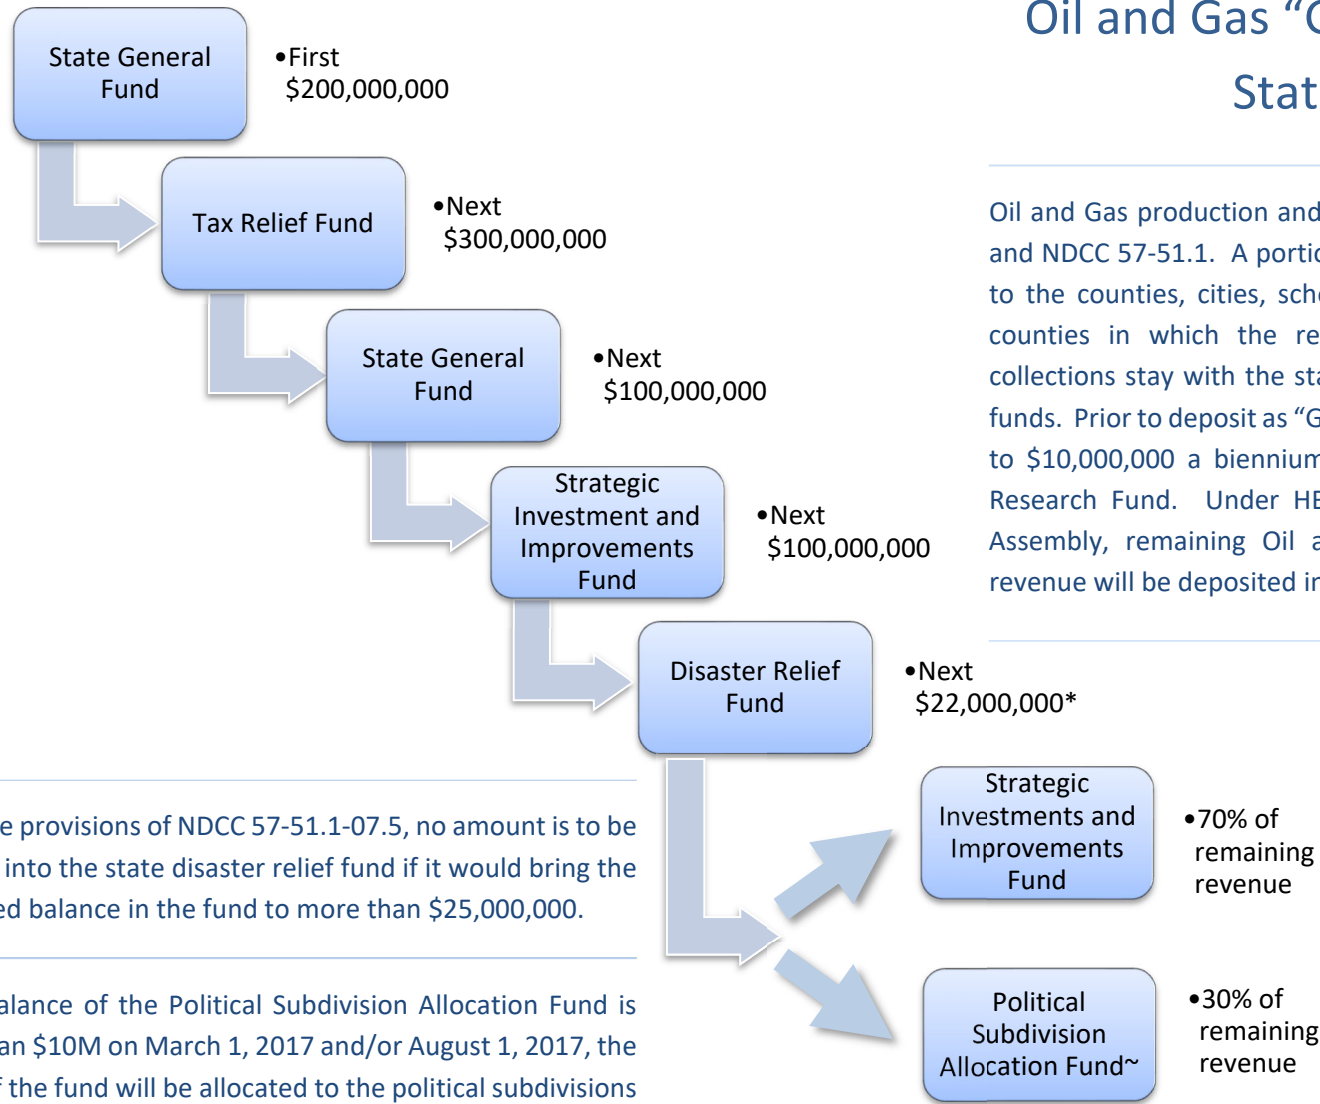 Oil and Gas “
Stat
State General
Fund
•First
$200,000,000
Tax Relief Fund
•Next
$300,000,000
State General
Fund
•Next
$100,000,000
Strategic
Investment and
Improvements
Fund
•Next
$100,000,000
Disaster Relief
Fund
•Next
$22,000,000*
Strategic
Investments and
Improvements
Fund
•70% of
remaining
revenue
Political
Subdivision
Allocation Fund~
•30% of
remaining
revenue
Oil and Gas production and
and NDCC 57-51.1. A portic
to the counties, cities, sch
counties in which the re
collections stay with the sta
funds. Prior to deposit as “G
to $10,000,000 a biennium
Research Fund. Under HE
Assembly, remaining Oil a
revenue will be deposited in
e provisions of NDCC 57-51.1-07.5, no amount is to be
into the state disaster relief fund if it would bring the
ed balance in the fund to more than $25,000,000.
alance of the Political Subdivision Allocation Fund is
an $10M on March 1, 2017 and/or August 1, 2017, the
f the fund will be allocated to the political subdivisions